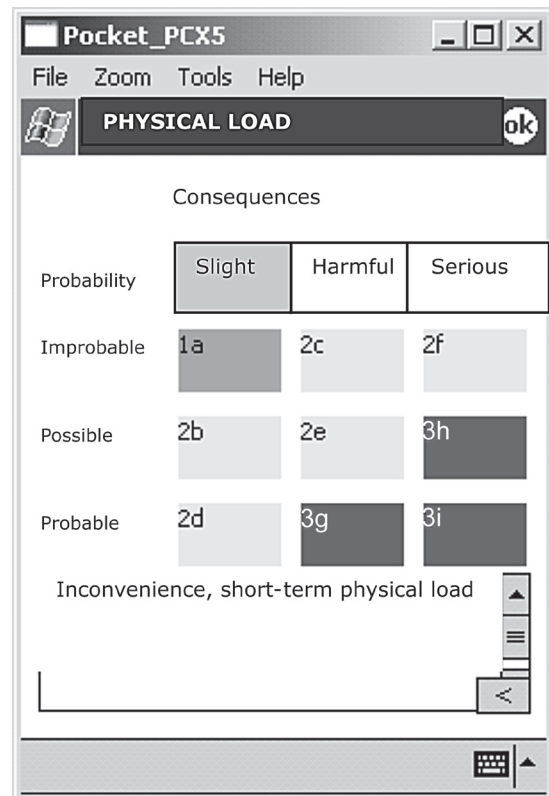 Pocket_PCX5
File Zoom Tools Help
PHYSICAL LOAD ok
Consequences
Probability Slight Harmful Serious
Improbable 1a 2c 2f
Possible 2b 2e 3h
Probable 2d 3g 3i
Inconvenience, short-term physical load
<